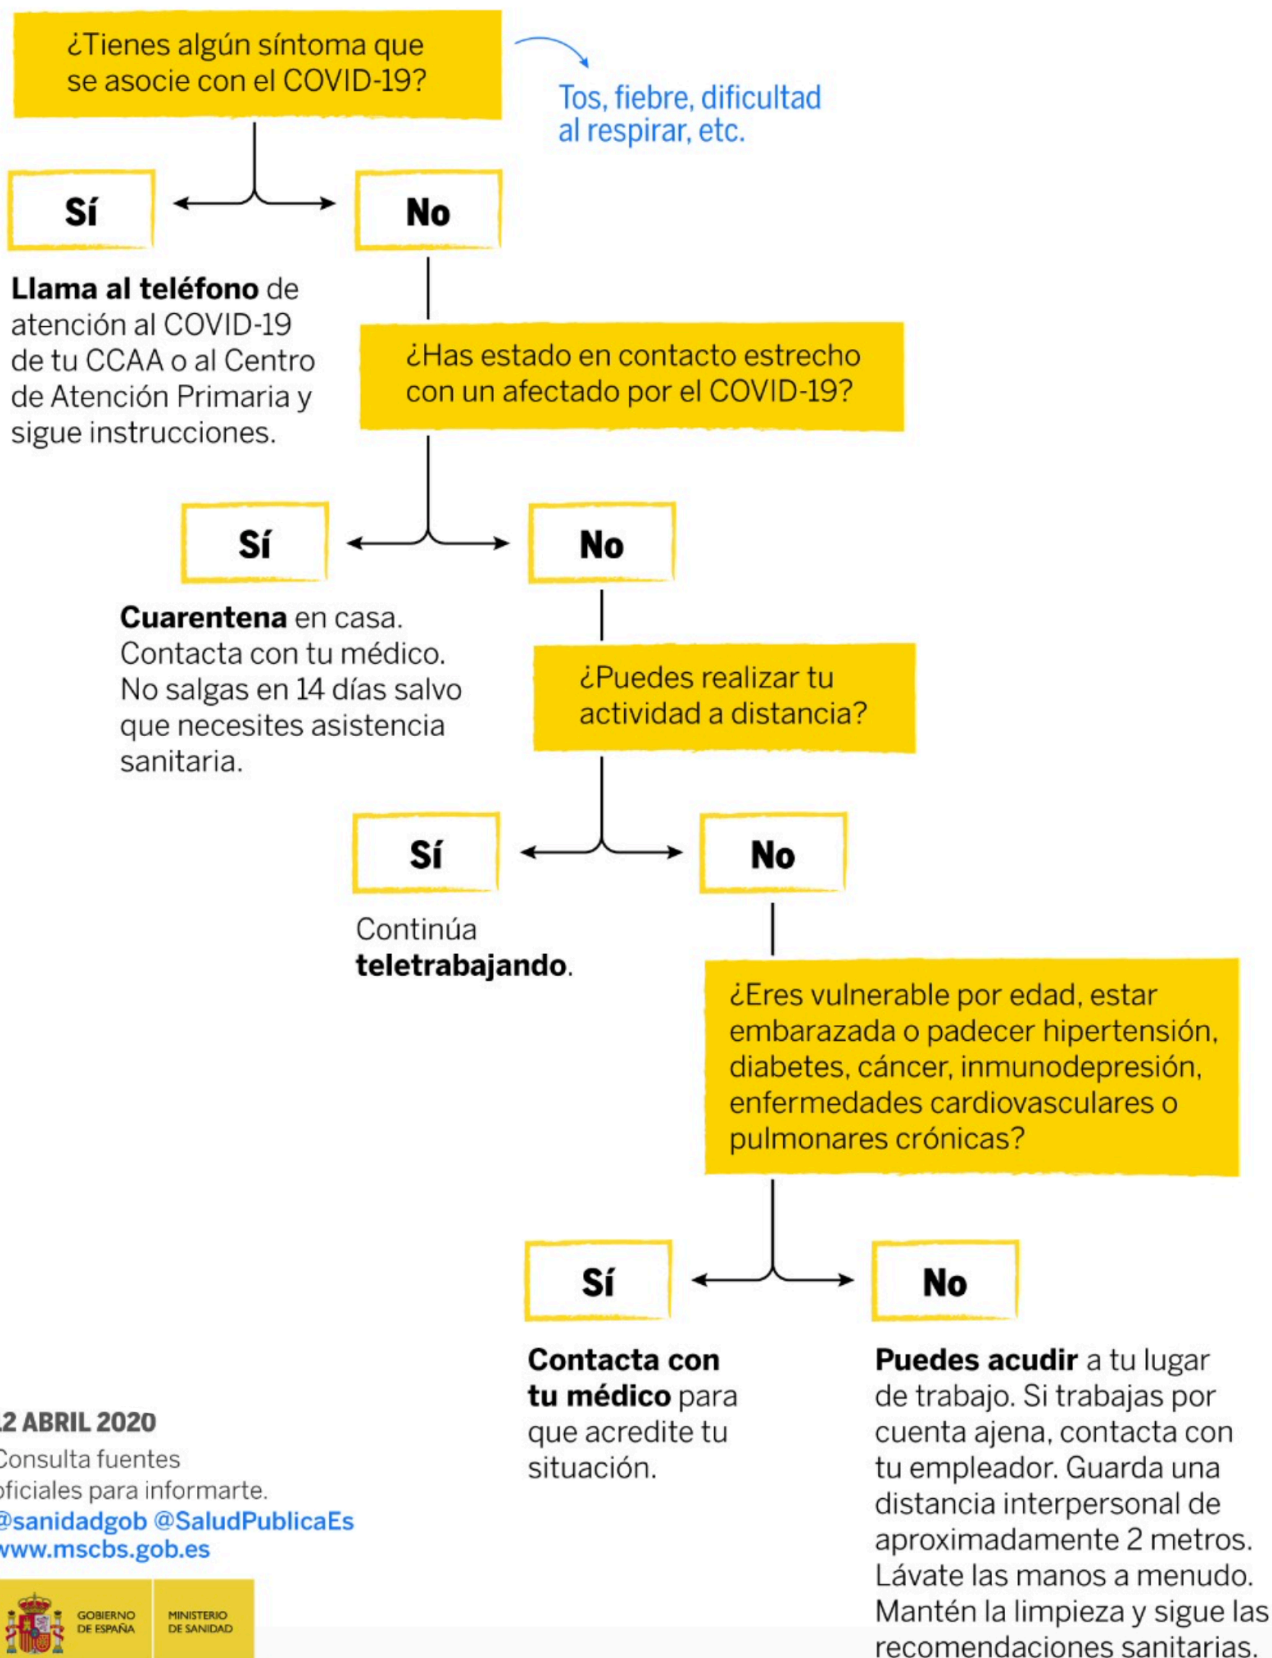 ¿Tienes algún síntoma que
se asocie con el COVID-19?
Tos, fiebre, dificultad
al respirar, etc.
Sí
No
Llama al teléfono de
atención al COVID-19
de tu CCAA o al Centro
de Atención Primaria y
sigue instrucciones.
¿Has estado en contacto estrecho
con un afectado por el COVID-19?
Sí
No
Cuarentena en casa.
Contacta con tu médico.
No salgas en 14 días salvo
que necesites asistencia
sanitaria.
¿Puedes realizar tu
actividad a distancia?
Sí
No
Continúa
teletrabajando.
¿Eres vulnerable por edad, estar
embarazada o padecer hipertensión,
diabetes, cáncer, inmunodepresión,
enfermedades cardiovasculares o
pulmonares crónicas?
Sí
No
Contacta con
tu médico para
que acredite tu
situación.
Puedes acudir a tu lugar
de trabajo. Si trabajas por
cuenta ajena, contacta con
tu empleador. Guarda una
distancia interpersonal de
aproximadamente 2 metros.
Lávate las manos a menudo.
Mantén la limpieza y sigue las
recomendaciones sanitarias.
12 ABRIL 2020
Consulta fuentes
oficiales para informarte.
@sanidadgob @SaludPublicaEs
www.mscbs.gob.es
GOBIERNO
DE ESPAÑA
MINISTERIO
DE SANIDAD